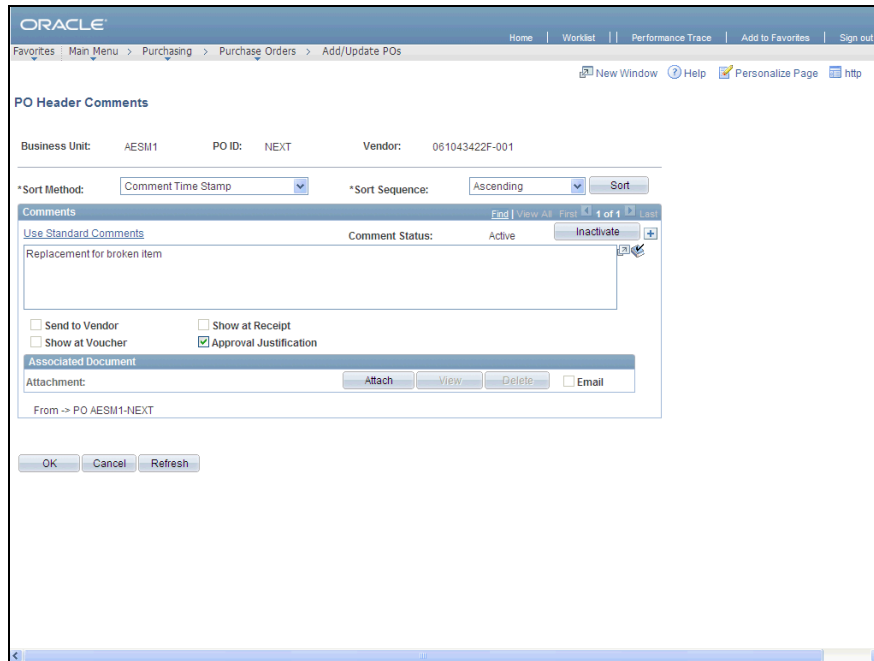 ORACLE
Home | Worklist | | Performance Trace | Add to Favorites | Sign out
Favorites | Main Menu > Purchasing > Purchase Orders > Add/Update POs
New Window Help Personalize Page http
PO Header Comments
Business Unit: AESM1 PO ID: NEXT Vendor: 061043422F-001
*Sort Method: Comment Time Stamp *Sort Sequence: Ascending Sort
Comments Find | View All First 1 of 1 Last
Use Standard Comments Comment Status: Active Inactivate
Replacement for broken item
Send to Vendor Show at Receipt
Show at Voucher Approval Justification
Associated Document
Attachment: Attach View Delete Email
From -> PO AESM1-NEXT
OK Cancel Refresh